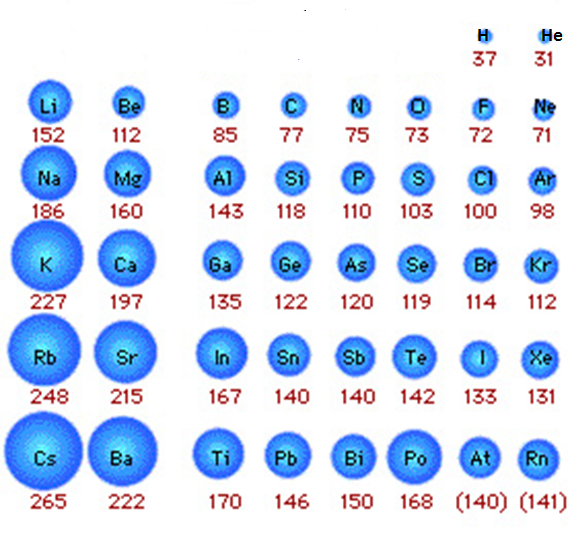 H He
37 31
Li Be B C N O F Ne
152 112 85 77 75 73 72 71
Na Mg Al Si P S Cl Ar
186 160 143 118 110 103 100 98
K Ca Ga Ge As Se Br Kr
227 197 135 122 120 119 114 112
Rb Sr In Sn Sb Te I Xe
248 215 167 140 140 142 133 131
Cs Ba Ti Pb Bi Po At Rn
265 222 170 146 150 168 (140) (141)